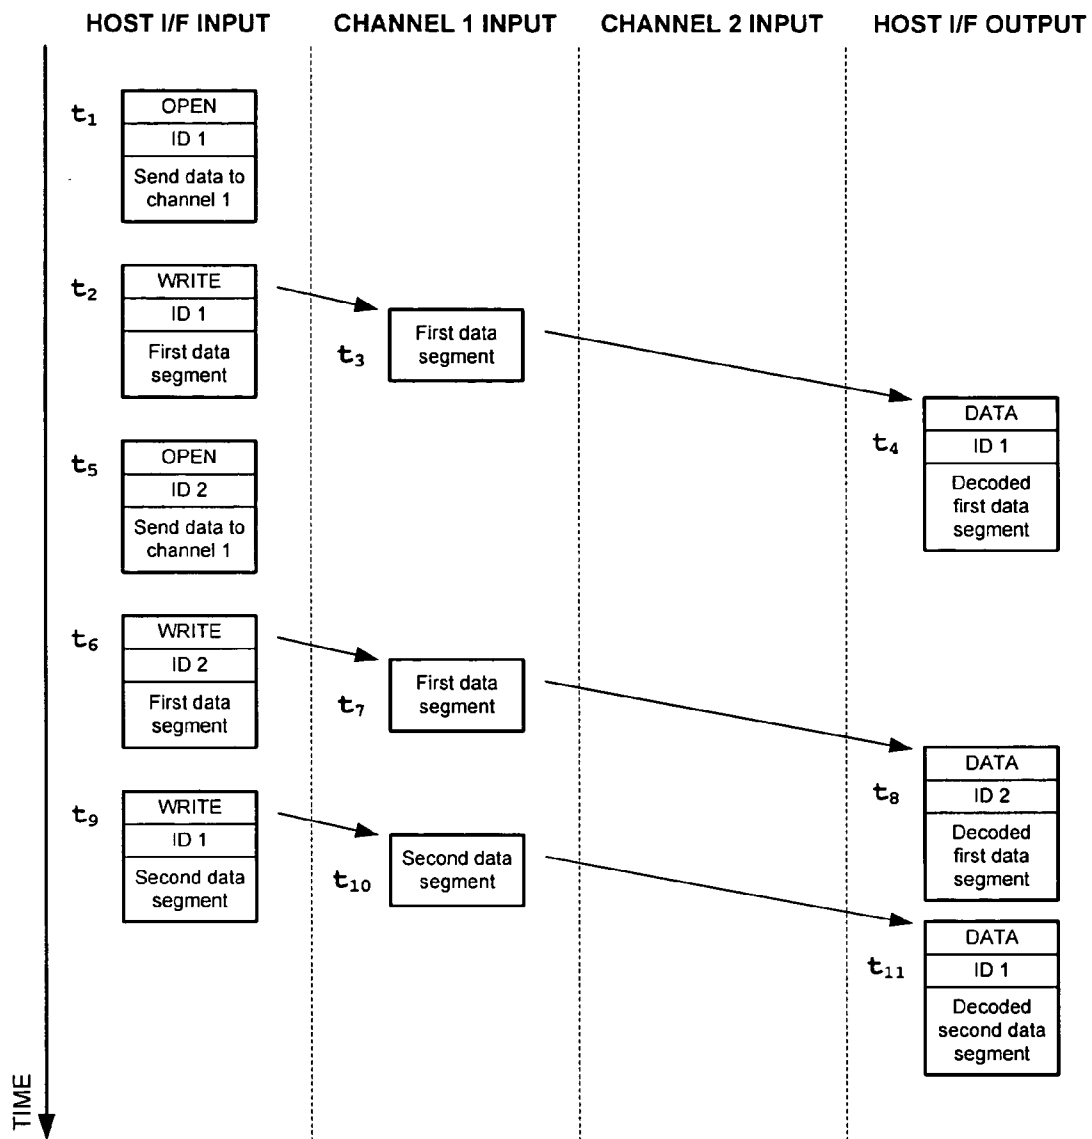 HOST I/F INPUT
CHANNEL 1 INPUT
CHANNEL 2 INPUT
HOST I/F OUTPUT
t1
OPEN
ID 1
Send data to
channel 1
t2
WRITE
ID 1
First data
segment
t3
First data
segment
t4
DATA
ID 1
Decoded
first data
segment
t5
OPEN
ID 2
Send data to
channel 1
t6
WRITE
ID 2
First data
segment
t7
First data
segment
t8
DATA
ID 2
Decoded
first data
segment
t9
WRITE
ID 1
Second data
segment
t10
Second data
segment
t11
DATA
ID 1
Decoded
second data
segment
TIME